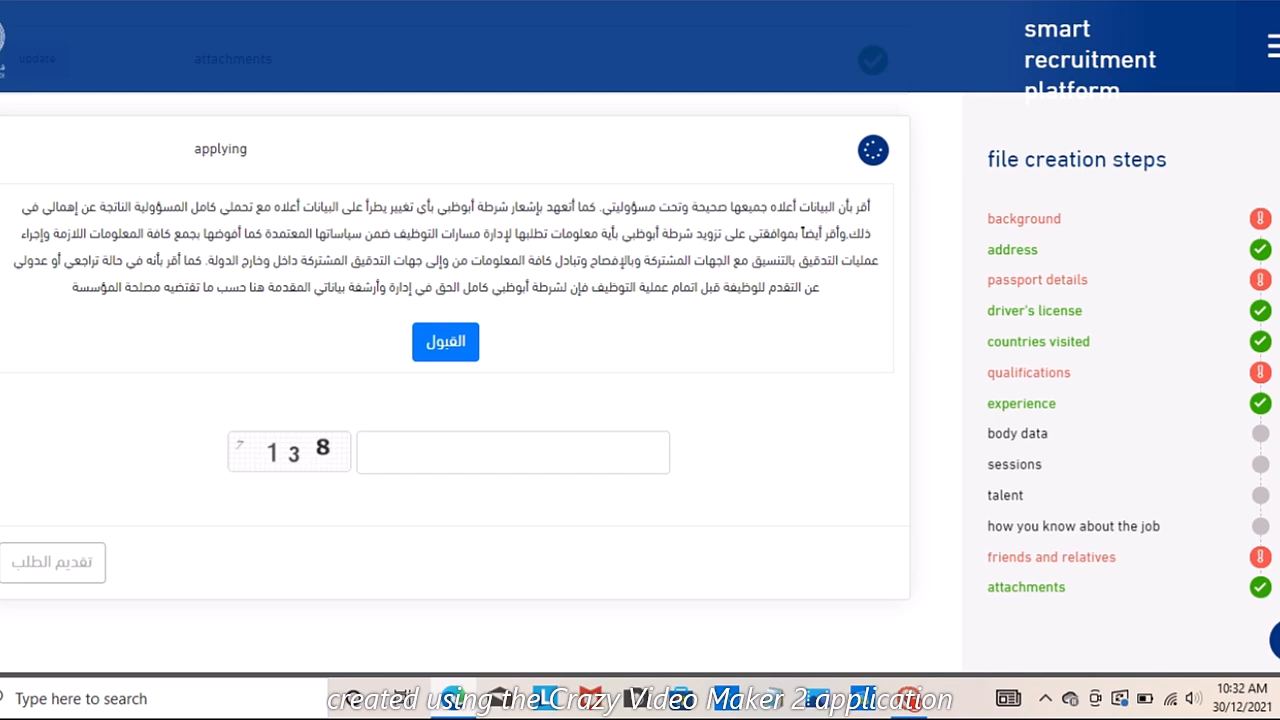 smart
recruitment
platform
update
attachments
applying
أقر بأن البيانات أعلاه جميعها صحيحة وتحت مسؤوليتي. كما أتعهد بإشعار شرطة أبوظبي بأي تغيير يطرأ على البيانات أعلاه مع تحملي كامل المسؤولية الناتجة عن إهمالي في
ذلك.وأقر أيضاً بموافقتي على تزويد شرطة أبوظبي بأية معلومات تطلبها لإدارة مسارات التوظيف ضمن سياساتها المعتمدة كما أفوضها بجمع كافة المعلومات اللازمة وإجراء
عمليات التدقيق بالتنسيق مع الجهات المشتركة وبالإفصاح وتبادل كافة المعلومات من وإلى جهات التدقيق المشتركة داخل وخارج الدولة. كما أقر بأنه في حالة تراجعي أو عدولي
عن التقدم للوظيفة قبل اتمام عملية التوظيف فإن لشرطة أبوظبي كامل الحق في إدارة وأرشفة بياناتي المقدمة هنا حسب ما تقتضيه مصلحة المؤسسة
القبول
7 1 3 8
تقديم الطلب
file creation steps
background
address
passport details
driver's license
countries visited
qualifications
experience
body data
sessions
talent
how you know about the job
friends and relatives
attachments
Type here to search
created using the Crazy Video Maker 2 application
10:32 AM
30/12/2021